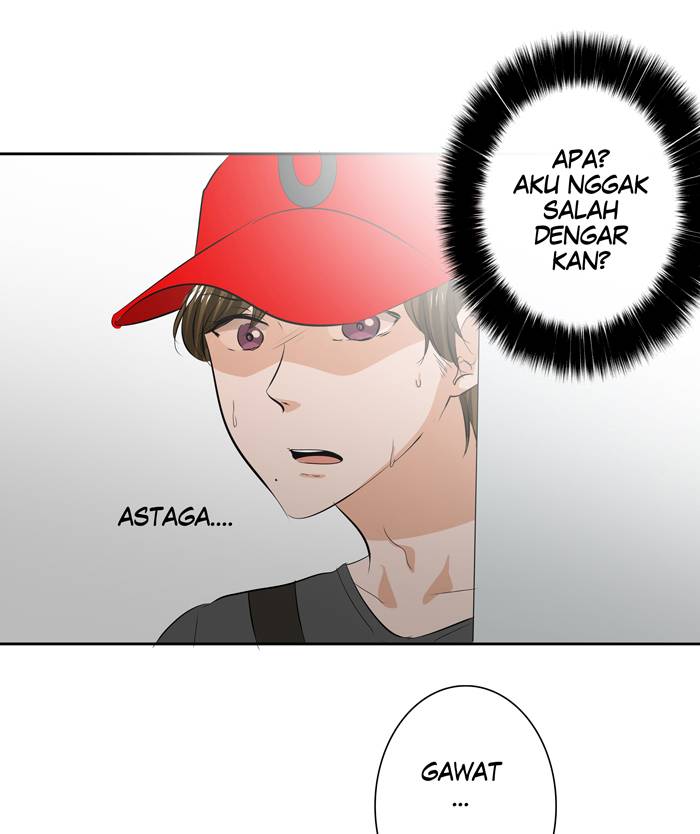 APA?
AKU NGGAK
SALAH
DENGAR
KAN?
ASTAGA....
GAWAT
...